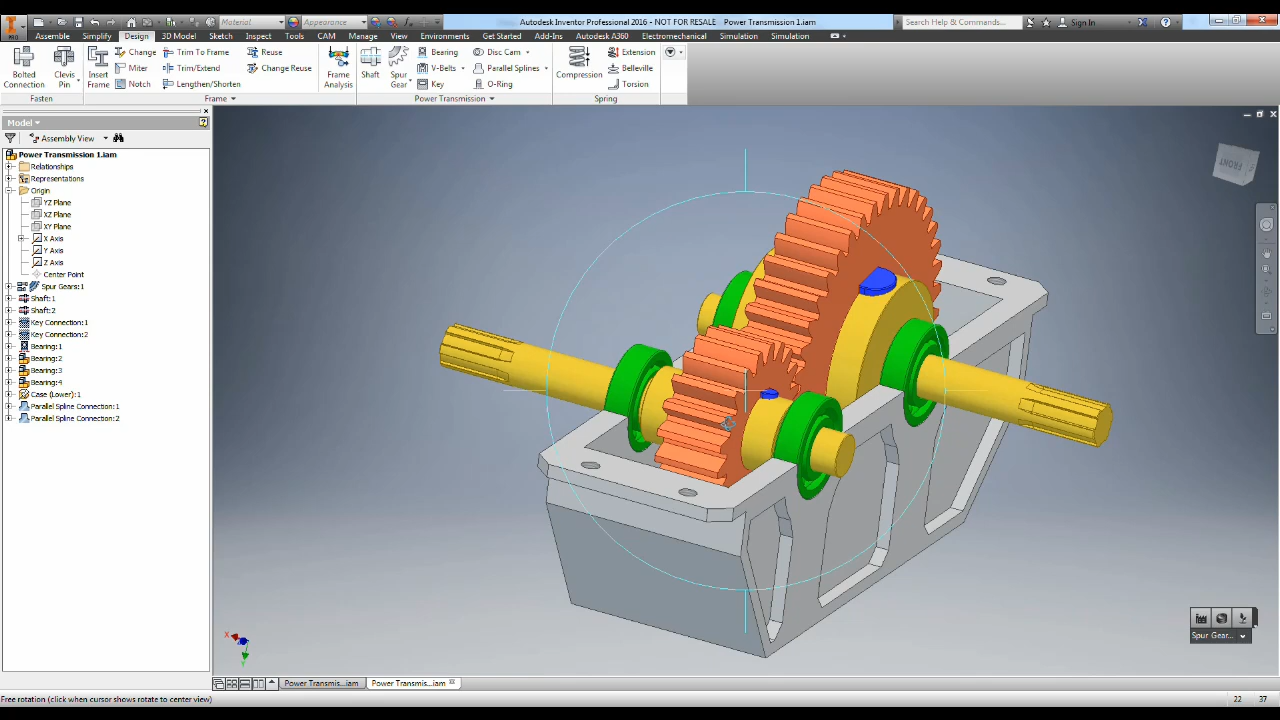 Material
Appearance
Autodesk Inventor Professional 2016 - NOT FOR RESALE Power Transmission 1.iam
Search Help & Commands...
Sign In
PRO
Assemble Simplify Design 3D Model Sketch Inspect Tools CAM Manage View Environments Get Started Add-Ins Autodesk A360 Electromechanical Simulation Simulation
Bolted Connection
Clevis Pin
Insert Frame
Change
Miter
Notch
Trim To Frame
Trim/Extend
Lengthen/Shorten
Reuse
Change Reuse
Frame Analysis
Shaft
Spur Gear
Bearing
V-Belts
Key
Disc Cam
Parallel Splines
O-Ring
Compression
Extension
Belleville
Torsion
Fasten
Frame
Power Transmission
Spring
Model
Assembly View
Power Transmission 1.iam
Relationships
Representations
Origin
YZ Plane
XZ Plane
XY Plane
X Axis
Y Axis
Z Axis
Center Point
Spur Gears:1
Shaft:1
Shaft:2
Key Connection:1
Key Connection:2
Bearing:1
Bearing:2
Bearing:3
Bearing:4
Case (Lower):1
Parallel Spline Connection:1
Parallel Spline Connection:2
FRONT
X
Y
Spur Gear...
Power Transmis...iam
Power Transmis...iam
Free rotation (click when cursor shows rotate to center view)
22 37